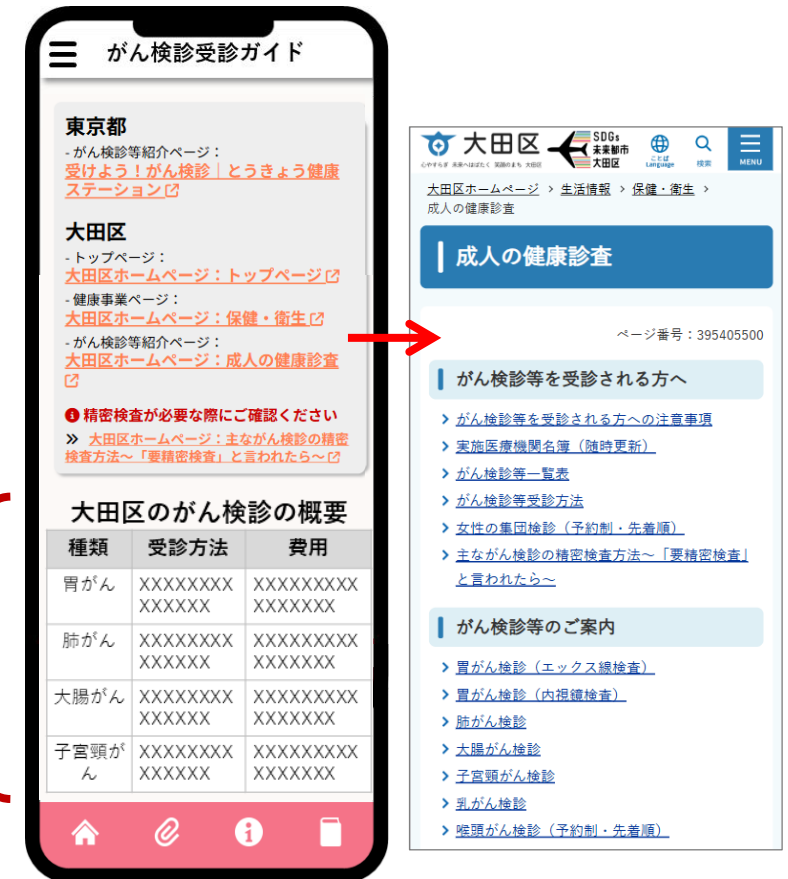 がん検診受診ガイド
東京都
- がん検診等紹介ページ：
受けよう！がん検診｜とうきょう健康
ステーション
大田区
- トップページ：
大田区ホームページ：トップページ
- 健康事業ページ：
大田区ホームページ：保健・衛生
- がん検診等紹介ページ：
大田区ホームページ：成人の健康診査
精密検査が必要な際にご確認ください
» 大田区ホームページ：主ながん検診の精密
検査方法～「要精密検査」と言われたら～
大田区のがん検診の概要
種類 受診方法 費用
胃がん XXXXXXXX XXXXXXXXX
XXXXXX XXXXXXX
肺がん XXXXXXXX XXXXXXXXX
XXXXXX XXXXXXX
大腸がん XXXXXXXX XXXXXXXXX
XXXXXX XXXXXXX
子宮頸が XXXXXXXX XXXXXXXXX
ん XXXXXX XXXXXXX
大田区
心やすらぎ 未来へはばたく 笑顔のまち 大田区
SDGs
未来都市
大田区
ことば
Language
検索
MENU
大田区ホームページ › 生活情報 › 保健・衛生 ›
成人の健康診査
成人の健康診査
ページ番号：395405500
がん検診等を受診される方へ
› がん検診等を受診される方への注意事項
› 実施医療機関名簿（随時更新）
› がん検診等一覧表
› がん検診等受診方法
› 女性の集団検診（予約制・先着順）
› 主ながん検診の精密検査方法～「要精密検査」
と言われたら～
がん検診等のご案内
› 胃がん検診（エックス線検査）
› 胃がん検診（内視鏡検査）
› 肺がん検診
› 大腸がん検診
› 子宮頸がん検診
› 乳がん検診
› 喉頭がん検診（予約制・先着順）